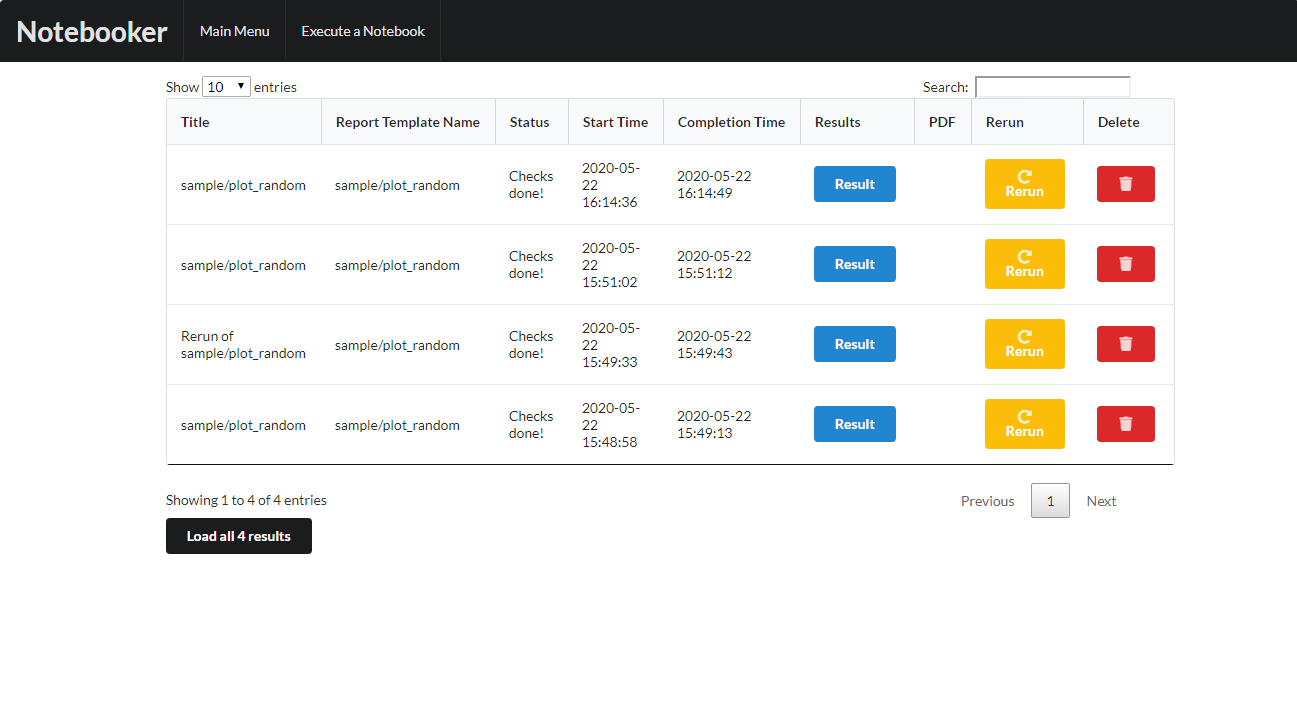 Notebooker Main Menu Execute a Notebook
Show 10 entries Search:
Title Report Template Name Status Start Time Completion Time Results PDF Rerun Delete
sample/plot_random sample/plot_random Checks done! 2020-05-22 16:14:36 2020-05-22 16:14:49 Result Rerun
sample/plot_random sample/plot_random Checks done! 2020-05-22 15:51:02 2020-05-22 15:51:12 Result Rerun
Rerun of sample/plot_random sample/plot_random Checks done! 2020-05-22 15:49:33 2020-05-22 15:49:43 Result Rerun
sample/plot_random sample/plot_random Checks done! 2020-05-22 15:48:58 2020-05-22 15:49:13 Result Rerun
Showing 1 to 4 of 4 entries Previous 1 Next
Load all 4 results